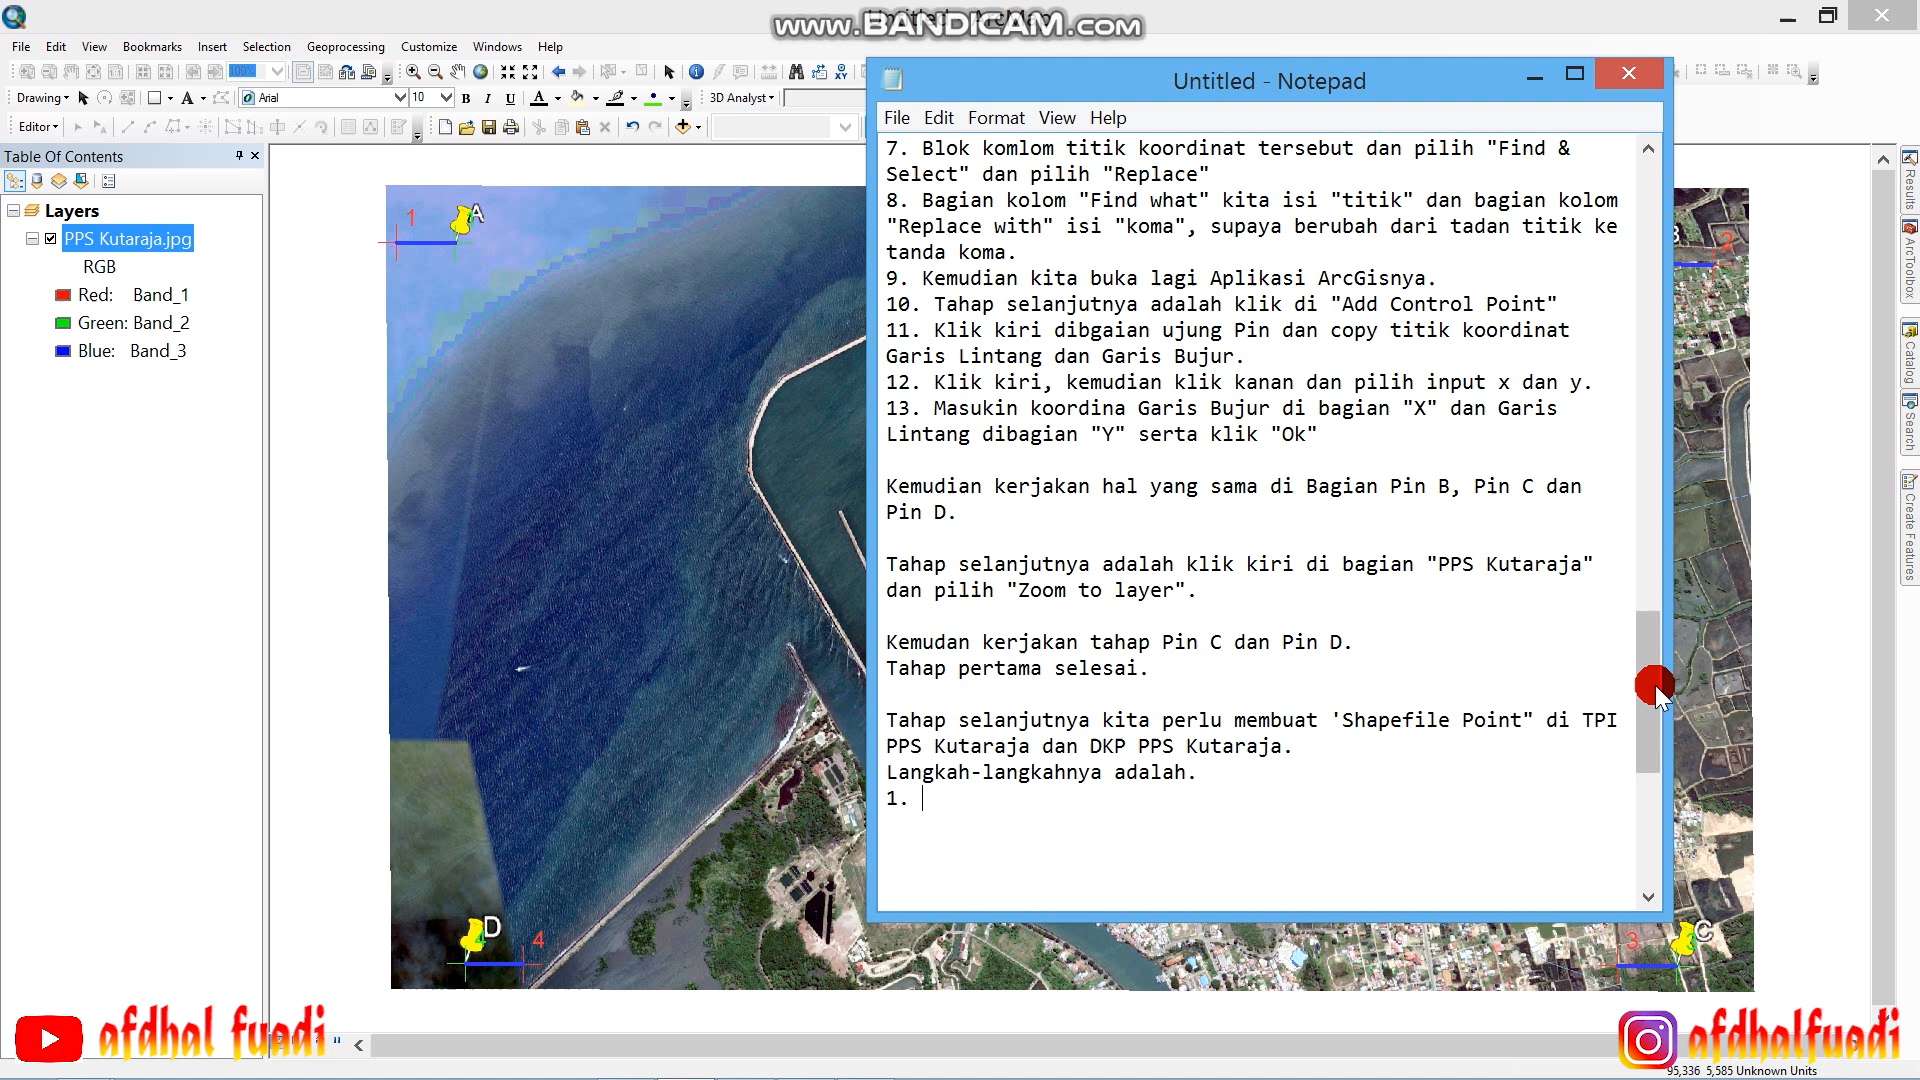 www.BANDICAM.com
File Edit View Bookmarks Insert Selection Geoprocessing Customize Windows Help
100%
Drawing Arial 10 B I U A 3D Analyst
Editor
Table Of Contents
Layers
PPS Kutaraja.jpg
RGB
Red: Band_1
Green: Band_2
Blue: Band_3
1 A
2
D 4
3 C
Untitled - Notepad
File Edit Format View Help
7. Blok komlom titik koordinat tersebut dan pilih "Find &
Select" dan pilih "Replace"
8. Bagian kolom "Find what" kita isi "titik" dan bagian kolom
"Replace with" isi "koma", supaya berubah dari tadan titik ke
tanda koma.
9. Kemudian kita buka lagi Aplikasi ArcGisnya.
10. Tahap selanjutnya adalah klik di "Add Control Point"
11. Klik kiri dibgaian ujung Pin dan copy titik koordinat
Garis Lintang dan Garis Bujur.
12. Klik kiri, kemudian klik kanan dan pilih input x dan y.
13. Masukin koordina Garis Bujur di bagian "X" dan Garis
Lintang dibagian "Y" serta klik "Ok"
Kemudian kerjakan hal yang sama di Bagian Pin B, Pin C dan
Pin D.
Tahap selanjutnya adalah klik kiri di bagian "PPS Kutaraja"
dan pilih "Zoom to layer".
Kemudan kerjakan tahap Pin C dan Pin D.
Tahap pertama selesai.
Tahap selanjutnya kita perlu membuat 'Shapefile Point" di TPI
PPS Kutaraja dan DKP PPS Kutaraja.
Langkah-langkahnya adalah.
1.
Results
ArcToolbox
Catalog
Search
Create Features
afdhal fuadi
afdhalfuadi
95,336 5,585 Unknown Units